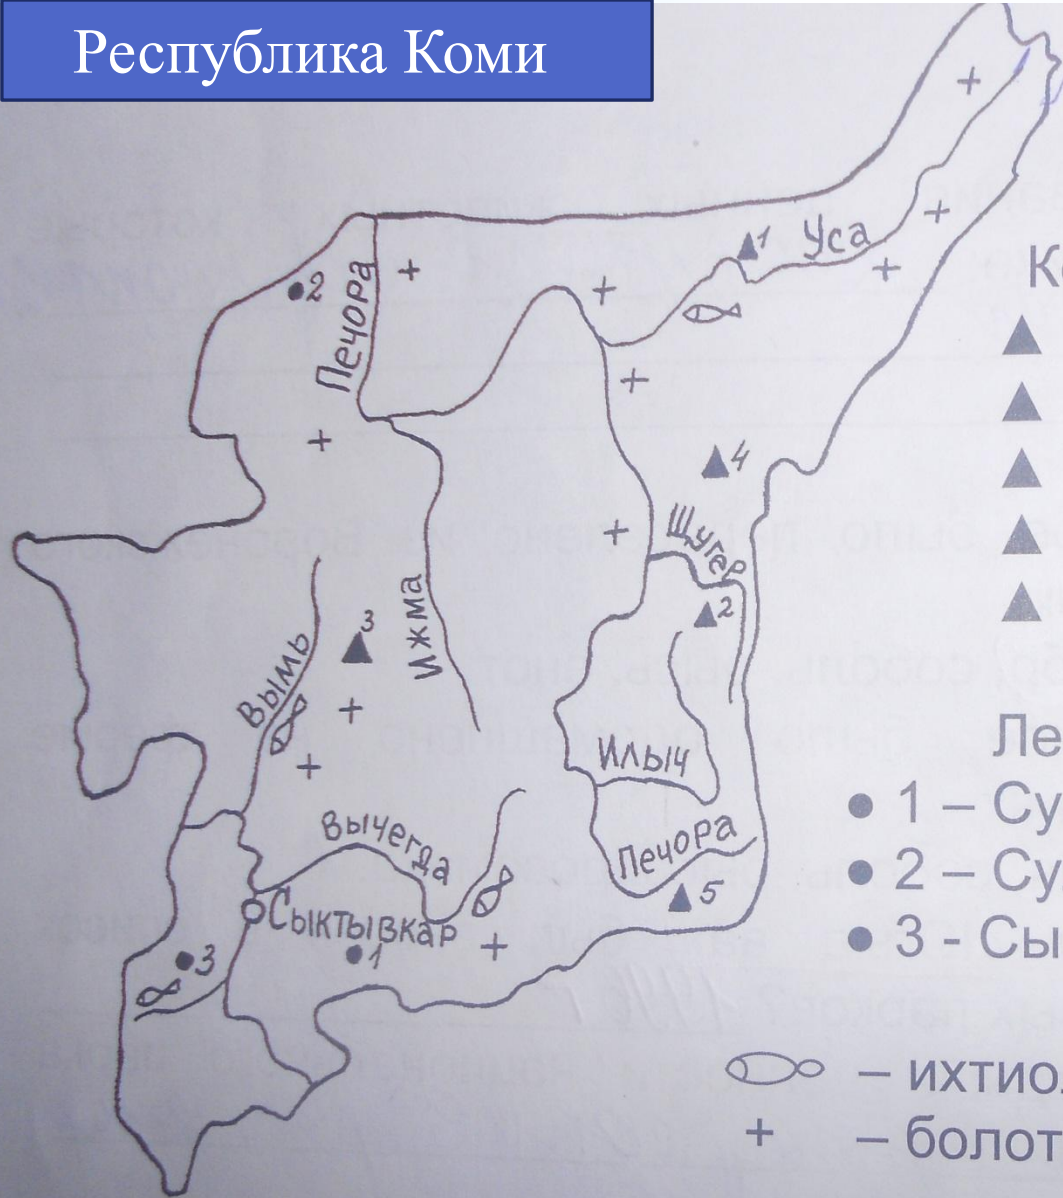 Республика Коми
1
Уса
2
Печора
К
4
Щугер
2
3
Ижма
Вымь
Илыч
Ле
1 – Су
Вычегда
Печора
2 – Су
5
Сыктывкар
3 - Сы
1
3
– ихтио
+ – болот